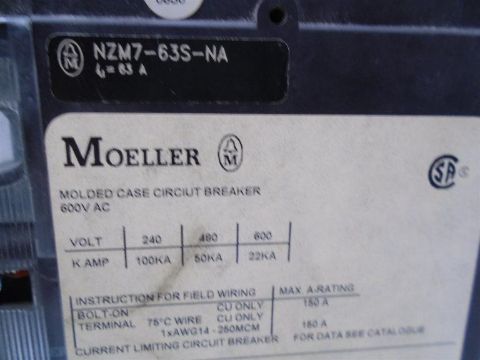 NZM7-63S-NA
Iu= 63 A
MOELLER
MOLDED CASE CIRCIUT BREAKER
600V AC
VOLT 240 480 600
K.AMP 100KA 50KA 22KA
INSTRUCTION FOR FIELD WIRING MAX. A-RATING
BOLT-ON CU ONLY 150 A
TERMINAL 75°C WIRE CU ONLY
1xAWG14 - 250MCM 150 A
CURRENT LIMITING CIRCUIT BREAKER FOR DATA SEE CATALOGUE